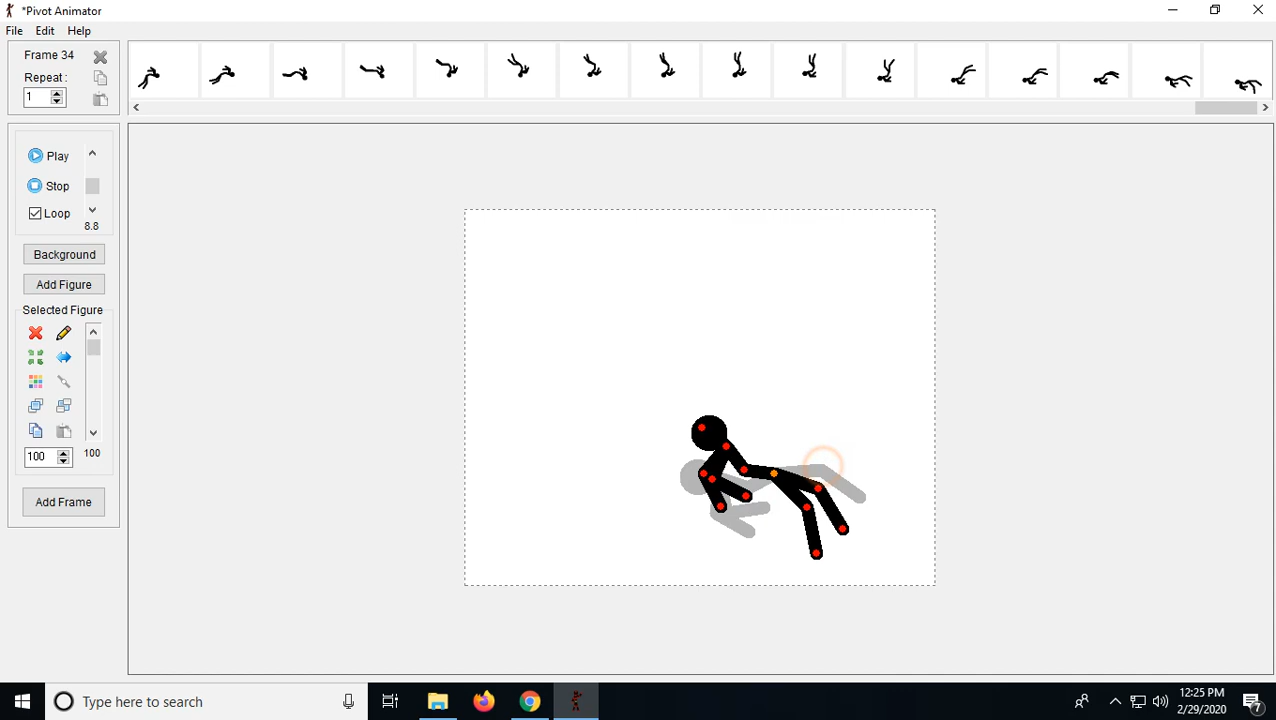 *Pivot Animator
File Edit Help
Frame 34
Repeat:
1
Play
Stop
Loop
8.8
Background
Add Figure
Selected Figure
100 100
Add Frame
Type here to search
12:25 PM
2/29/2020
7